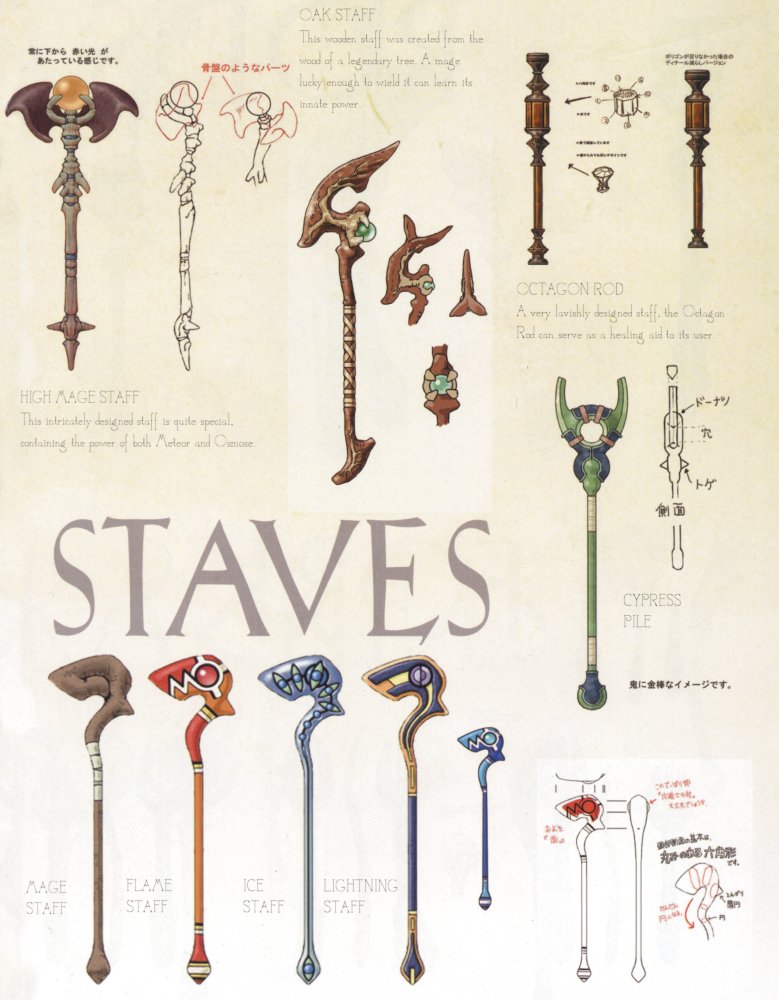 OAK STAFF
This wooden staff was created from the
wood of a legendary tree. A mage
lucky enough to wield it can learn its
innate power.
常に下から 赤い光 が
あたっている感じです。
骨盤のようなパーツ
ポリゴンが足りなかった場合の
ディテール減らしバージョン
OCTAGON ROD
A very lavishly designed staff, the Octagon
Rod can serve as a healing aid to its user.
HIGH MAGE STAFF
This intricately designed staff is quite special,
containing the power of both Meteor and Osmose.
ドーナツ
穴
トゲ
側面
STAVES
CYPRESS
PILE
鬼に金棒なイメージです。
MAGE
STAFF
FLAME
STAFF
ICE
STAFF
LIGHTNING
STAFF
六角形
です。
円